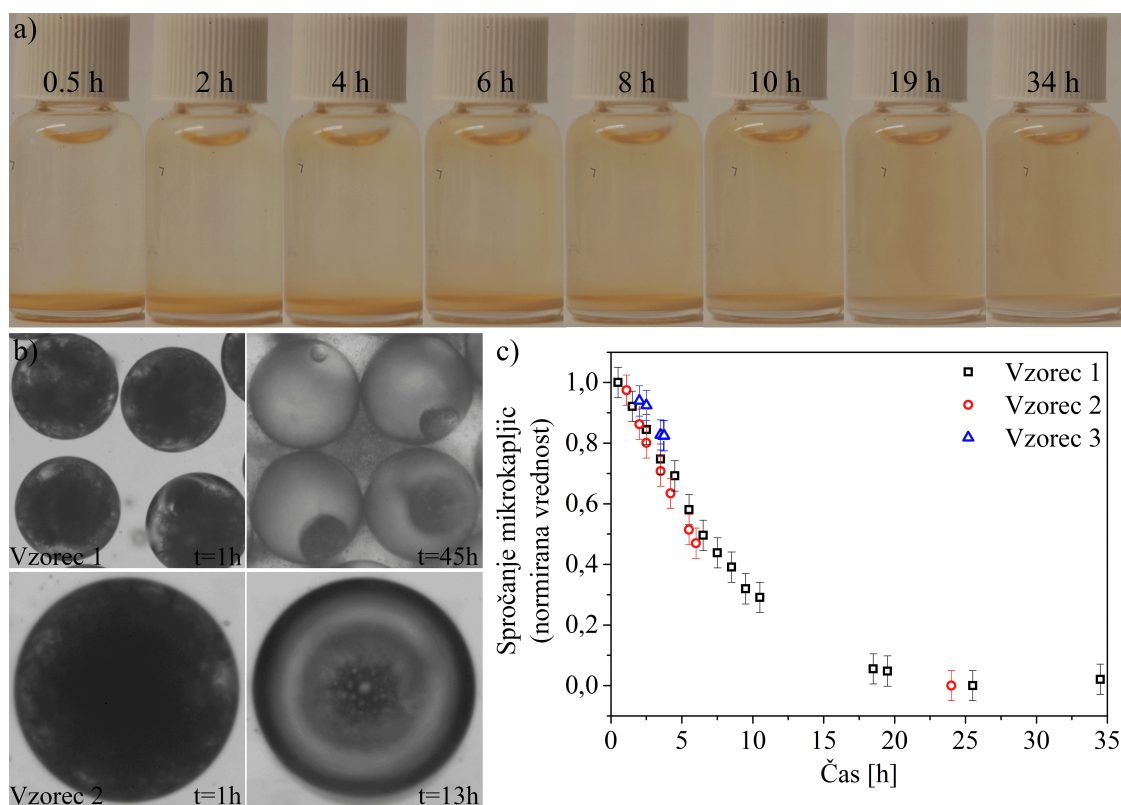 a)
0.5 h
2 h
4 h
6 h
8 h
10 h
19 h
34 h
b)
Vzorec 1
t=1h
t=45h
Vzorec 2
t=1h
t=13h
c)
Vzorec 1
Vzorec 2
Vzorec 3
1,0
0,8
0,6
0,4
0,2
0,0
0
5
10
15
20
25
30
35
Spročanje mikrokapljic
(normirana vrednost)
Čas [h]